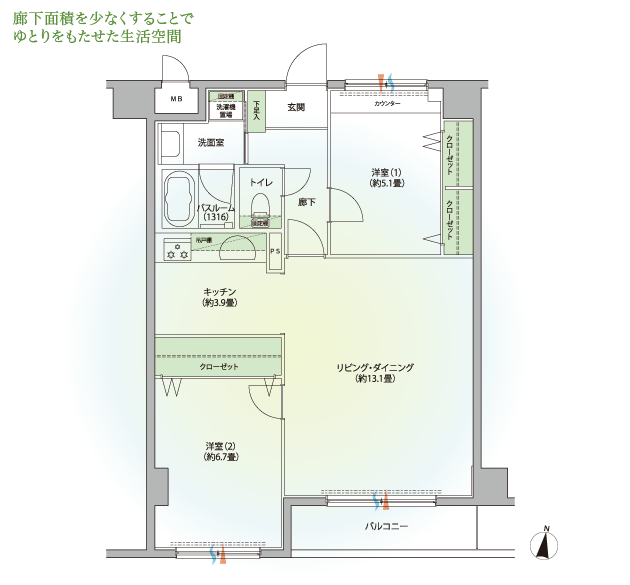 廊下面積を少なくすることで
ゆとりをもたせた生活空間
MB
固定棚
洗濯機
置場
下足入
玄関
カウンター
洗面室
トイレ
洋室（1）
（約5.1畳）
クローゼット
クローゼット
バスルーム
（1316）
固定棚
廊下
吊戸棚
PS
キッチン
（約3.9畳）
クローゼット
リビング・ダイニング
（約13.1畳）
洋室（2）
（約6.7畳）
バルコニー
N